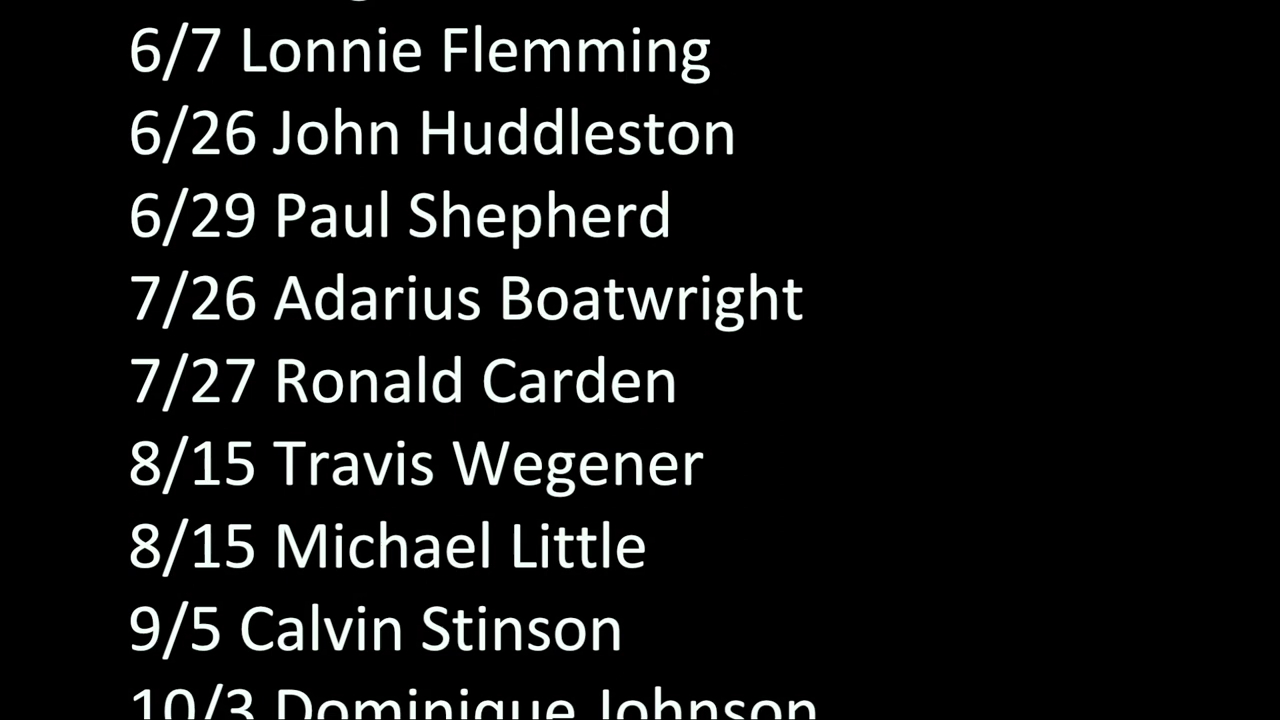 6/7 Lonnie Flemming
6/26 John Huddleston
6/29 Paul Shepherd
7/26 Adarius Boatwright
7/27 Ronald Carden
8/15 Travis Wegener
8/15 Michael Little
9/5 Calvin Stinson
10/3 Dominique Johnson